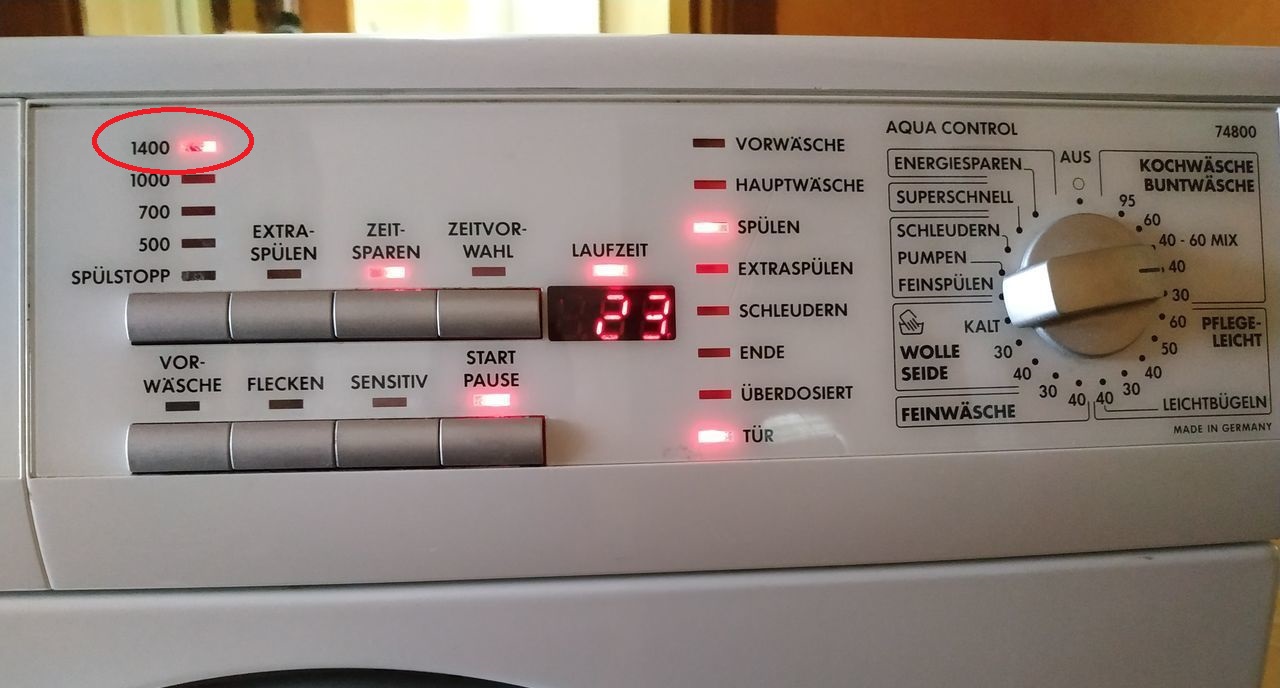 1400
1000
700
500
SPÜLSTOPP
EXTRA-
SPÜLEN
ZEIT-
SPAREN
ZEITVOR-
WAHL
LAUFZEIT
23
VOR-
WÄSCHE
FLECKEN
SENSITIV
START
PAUSE
VORWÄSCHE
HAUPTWÄSCHE
SPÜLEN
EXTRASPÜLEN
SCHLEUDERN
ENDE
ÜBERDOSIERT
TÜR
AQUA CONTROL
74800
ENERGIESPAREN
SUPERSCHNELL
SCHLEUDERN
PUMPEN
FEINSPÜLEN
KALT
WOLLE
SEIDE
30
40
FEINWÄSCHE
30
40
AUS
KOCHWÄSCHE
BUNTWÄSCHE
95
60
40 - 60 MIX
40
30
PFLEGE-
LEICHT
60
50
40
30
40
LEICHTBÜGELN
MADE IN GERMANY